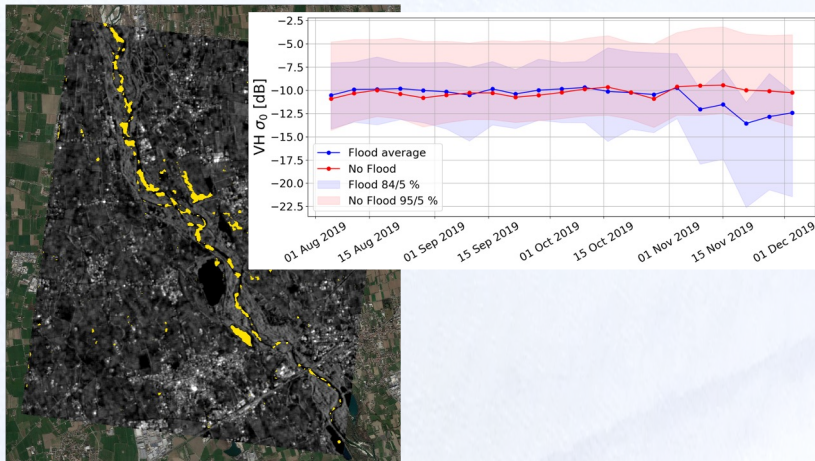 −2.5
−5.0
−7.5
−10.0
−12.5
−15.0
−17.5
−20.0
−22.5
VH σ₀ [dB]
Flood average
No Flood
Flood 84/5 %
No Flood 95/5 %
01 Aug 2019
15 Aug 2019
01 Sep 2019
15 Sep 2019
01 Oct 2019
15 Oct 2019
01 Nov 2019
15 Nov 2019
01 Dec 2019